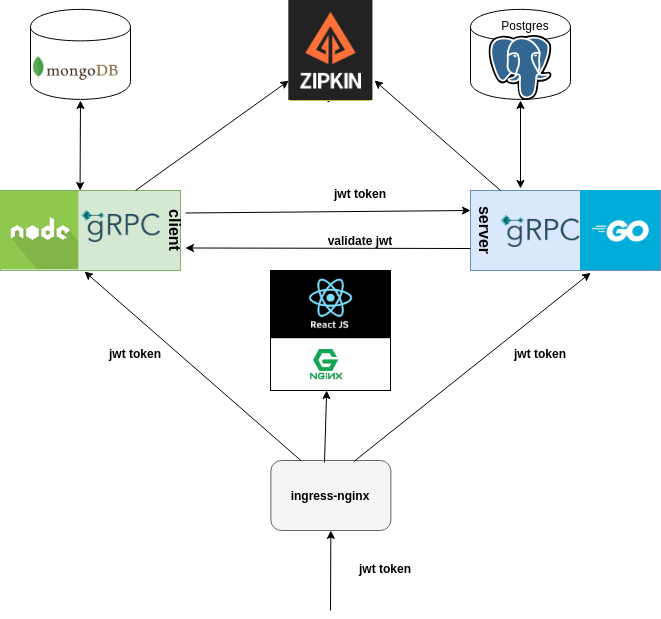 Postgres
mongoDB
ZIPKIN
jwt token
node
gRPC
client
server
gRPC
GO
validate jwt
React JS
NGINX
jwt token
jwt token
ingress-nginx
jwt token